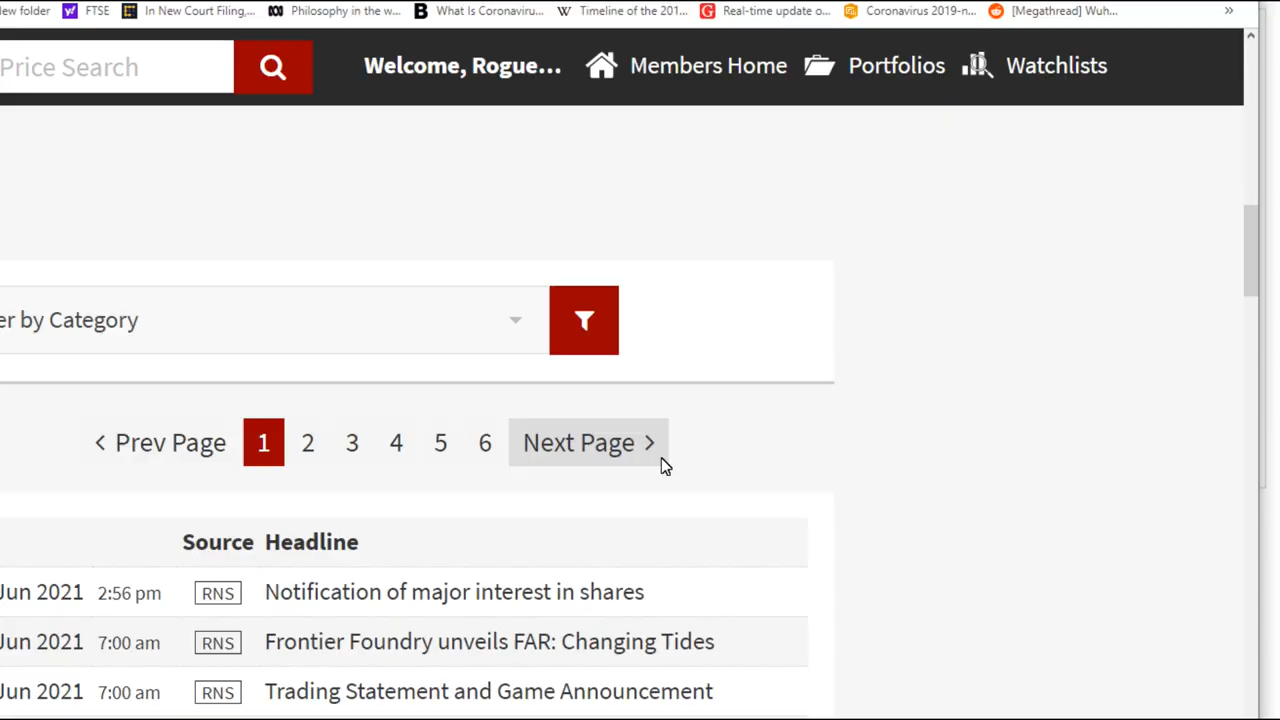 New folder FTSE In New Court Filing,... Philosophy in the w... What Is Coronaviru... Timeline of the 201... Real-time update o... Coronavirus 2019-n... [Megathread] Wuh... »
Price Search Welcome, Rogue... Members Home Portfolios Watchlists
er by Category
< Prev Page 1 2 3 4 5 6 Next Page >
Source Headline
Jun 2021 2:56 pm RNS Notification of major interest in shares
Jun 2021 7:00 am RNS Frontier Foundry unveils FAR: Changing Tides
Jun 2021 7:00 am RNS Trading Statement and Game Announcement